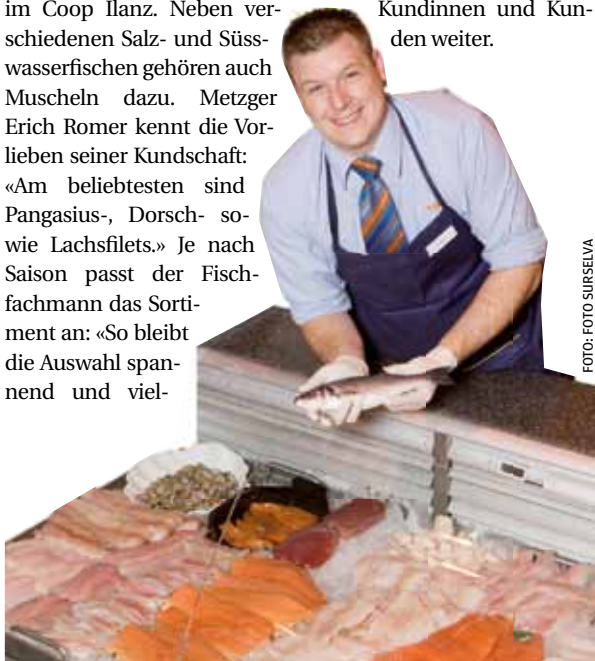 im Coop Ilanz. Neben ver-
schiedenen Salz- und Süss-
wasserfischen gehören auch
Muscheln dazu. Metzger
Erich Romer kennt die Vor-
lieben seiner Kundschaft:
«Am beliebtesten sind
Pangasius-, Dorsch- so-
wie Lachsfilets.» Je nach
Saison passt der Fisch-
fachmann das Sorti-
ment an: «So bleibt
die Auswahl span-
nend und viel-
Kundinnen und Kun-
den weiter.
FOTO: FOTO SURSELVA